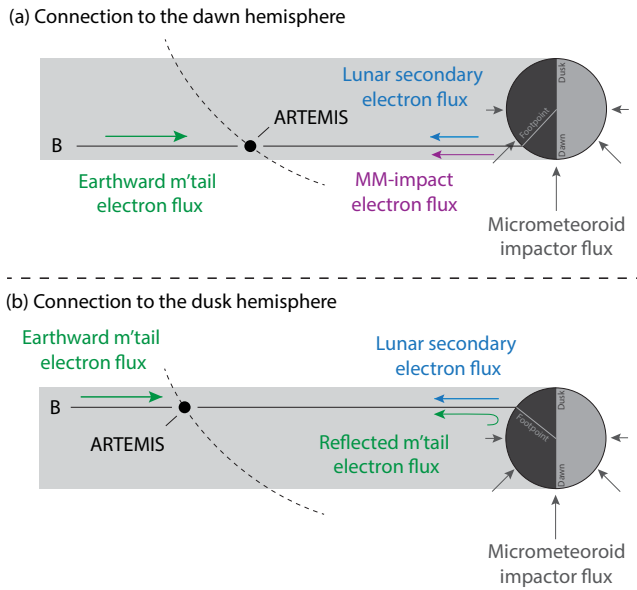 (a) Connection to the dawn hemisphere
Lunar secondary
electron flux
Dusk
ARTEMIS
Footpoint
B
Dawn
Earthward m'tail
electron flux
MM-impact
electron flux
Micrometeoroid
impactor flux
(b) Connection to the dusk hemisphere
Earthward m'tail
electron flux
Lunar secondary
electron flux
B
Dusk
Footpoint
ARTEMIS
Reflected m'tail
electron flux
Dawn
Micrometeoroid
impactor flux